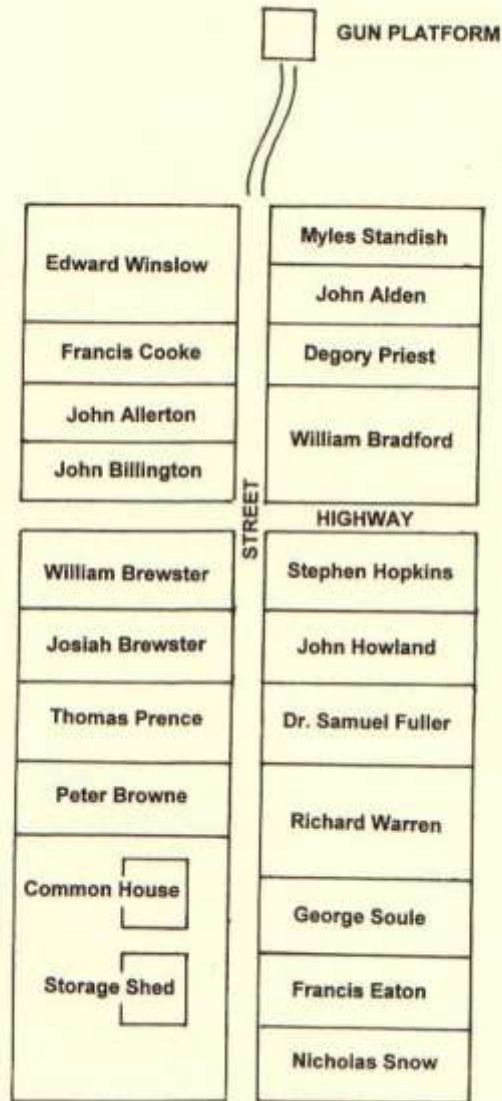 GUN PLATFORM
Edward Winslow
Francis Cooke
John Allerton
John Billington
Myles Standish
John Alden
Degory Priest
William Bradford
STREET
HIGHWAY
William Brewster
Josiah Brewster
Thomas Prence
Peter Browne
Common House
Storage Shed
Stephen Hopkins
John Howland
Dr. Samuel Fuller
Richard Warren
George Soule
Francis Eaton
Nicholas Snow